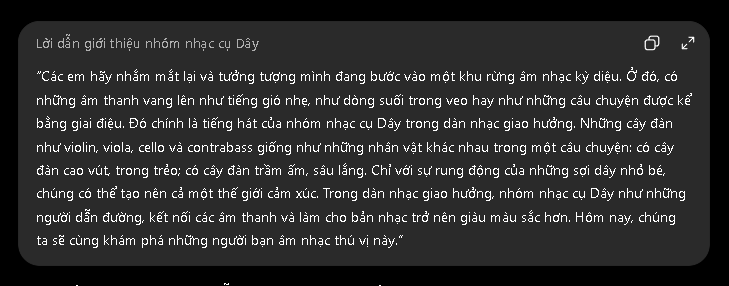 Lời dẫn giới thiệu nhóm nhạc cụ Dây
“Các em hãy nhắm mắt lại và tưởng tượng mình đang bước vào một khu rừng âm nhạc kỳ diệu. Ở đó, có
những âm thanh vang lên như tiếng gió nhẹ, như dòng suối trong veo hay như những câu chuyện được kể
bằng giai điệu. Đó chính là tiếng hát của nhóm nhạc cụ Dây trong dàn nhạc giao hưởng. Những cây đàn
như violin, viola, cello và contrabass giống như những nhân vật khác nhau trong một câu chuyện: có cây
đàn cao vút, trong trẻo; có cây đàn trầm ấm, sâu lắng. Chỉ với sự rung động của những sợi dây nhỏ bé,
chúng có thể tạo nên cả một thế giới cảm xúc. Trong dàn nhạc giao hưởng, nhóm nhạc cụ Dây như những
người dẫn đường, kết nối các âm thanh và làm cho bản nhạc trở nên giàu màu sắc hơn. Hôm nay, chúng
ta sẽ cùng khám phá những người bạn âm nhạc thú vị này.”